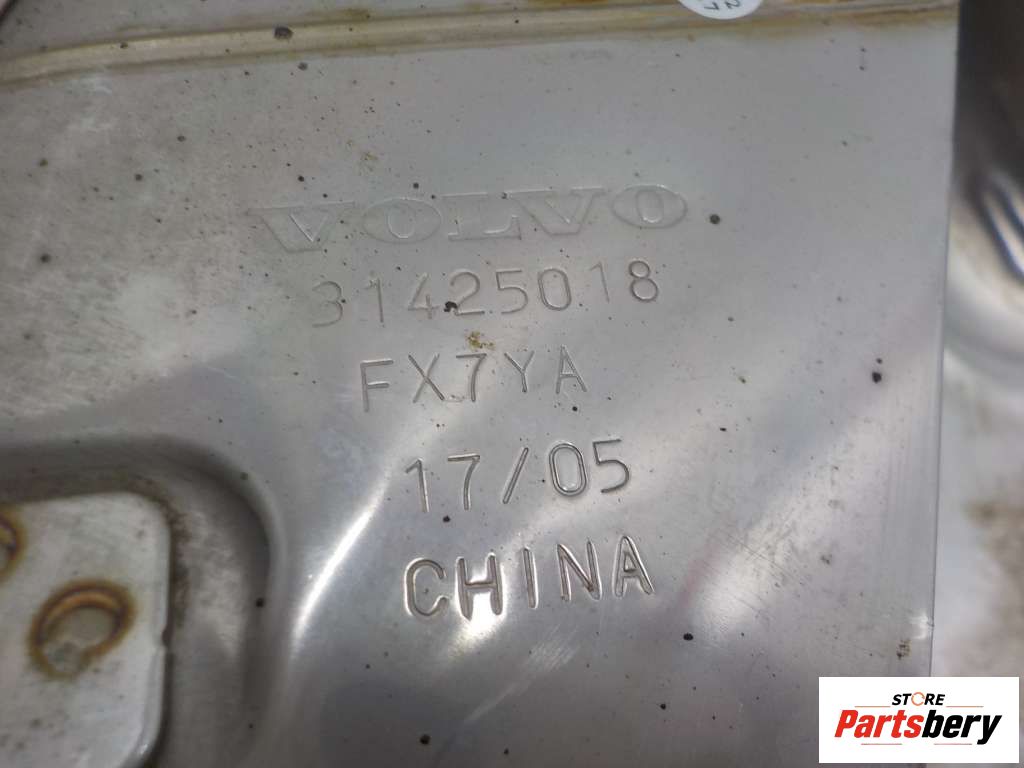 VOLVO
31425018
FX7YA
17/05
CHINA
STORE
Partsbery